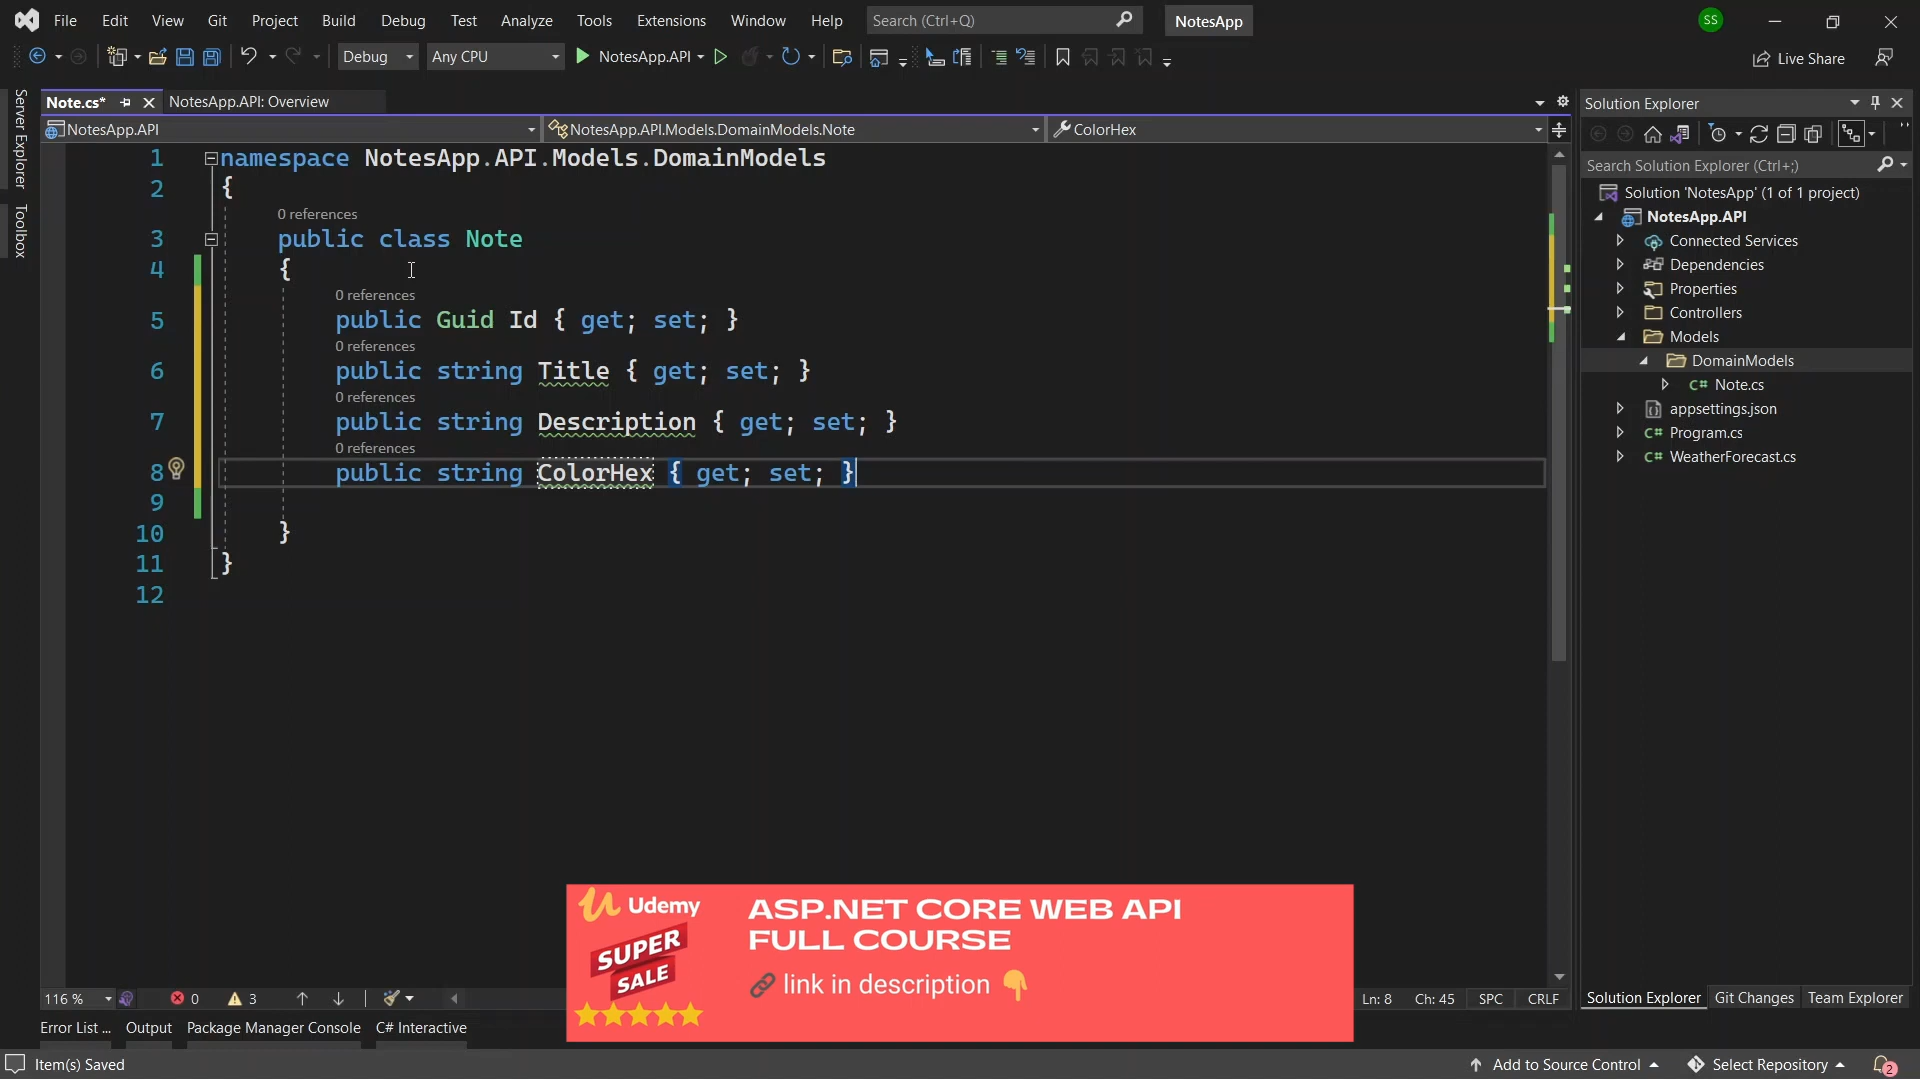 File Edit View Git Project Build Debug Test Analyze Tools Extensions Window Help Search (Ctrl+Q) NotesApp SS
Debug Any CPU NotesApp.API Live Share
Server Explorer
Toolbox
Note.cs* NotesApp.API: Overview
NotesApp.API NotesApp.API.Models.DomainModels.Note ColorHex
1 namespace NotesApp.API.Models.DomainModels
2 {
0 references
3 public class Note
4 {
0 references
5 public Guid Id { get; set; }
0 references
6 public string Title { get; set; }
0 references
7 public string Description { get; set; }
0 references
8 public string ColorHex { get; set; }
9
10 }
11 }
12
Solution Explorer
Search Solution Explorer (Ctrl+;)
Solution 'NotesApp' (1 of 1 project)
NotesApp.API
Connected Services
Dependencies
Properties
Controllers
Models
DomainModels
C# Note.cs
appsettings.json
C# Program.cs
C# WeatherForecast.cs
Udemy
SUPER
SALE
ASP.NET CORE WEB API
FULL COURSE
link in description
116 % 0 3 Ln: 8 Ch: 45 SPC CRLF
Solution Explorer Git Changes Team Explorer
Error List ... Output Package Manager Console C# Interactive
Item(s) Saved Add to Source Control Select Repository 2